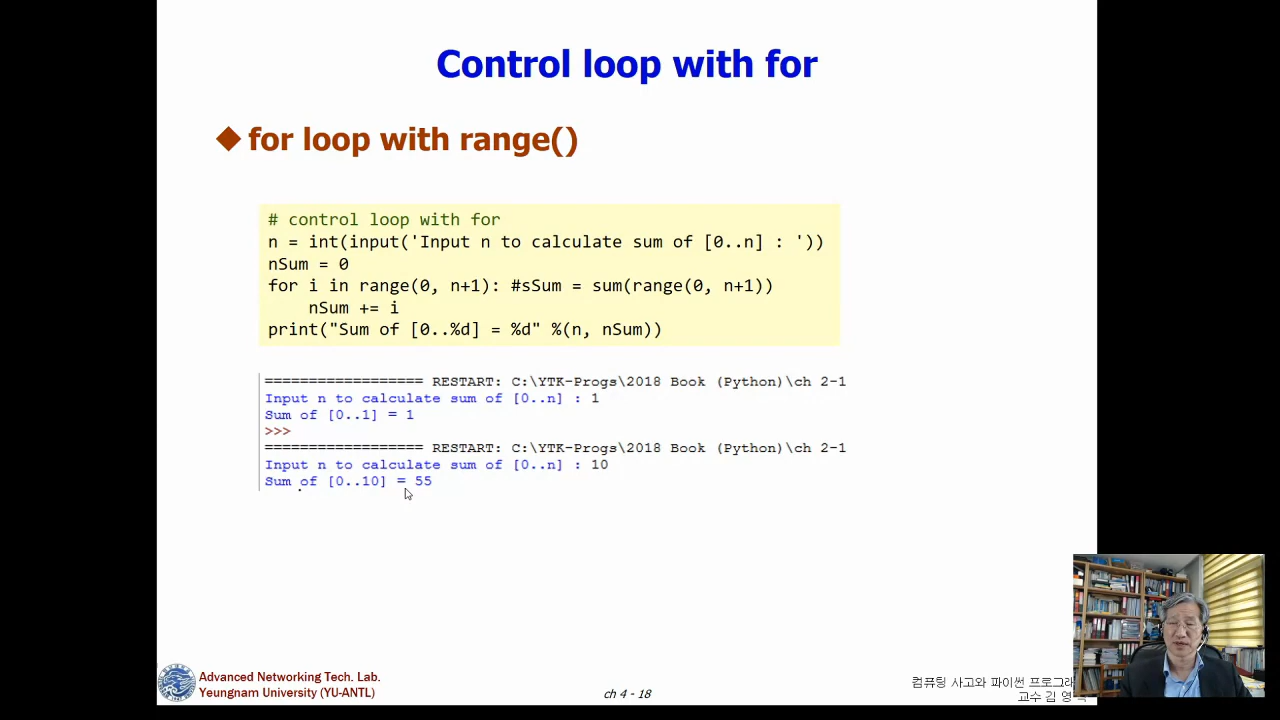 Control loop with for
for loop with range()
# control loop with for
n = int(input('Input n to calculate sum of [0..n] : '))
nSum = 0
for i in range(0, n+1): #sSum = sum(range(0, n+1))
nSum += i
print("Sum of [0..%d] = %d" %(n, nSum))
================== RESTART: C:\YTK-Progs\2018 Book (Python)\ch 2-1
Input n to calculate sum of [0..n] : 1
Sum of [0..1] = 1
>>>
================== RESTART: C:\YTK-Progs\2018 Book (Python)\ch 2-1
Input n to calculate sum of [0..n] : 10
Sum of [0..10] = 55
Advanced Networking Tech. Lab.
Yeungnam University (YU-ANTL)
ch 4 - 18
컴퓨팅 사고와 파이썬 프로그래
교수 김 영